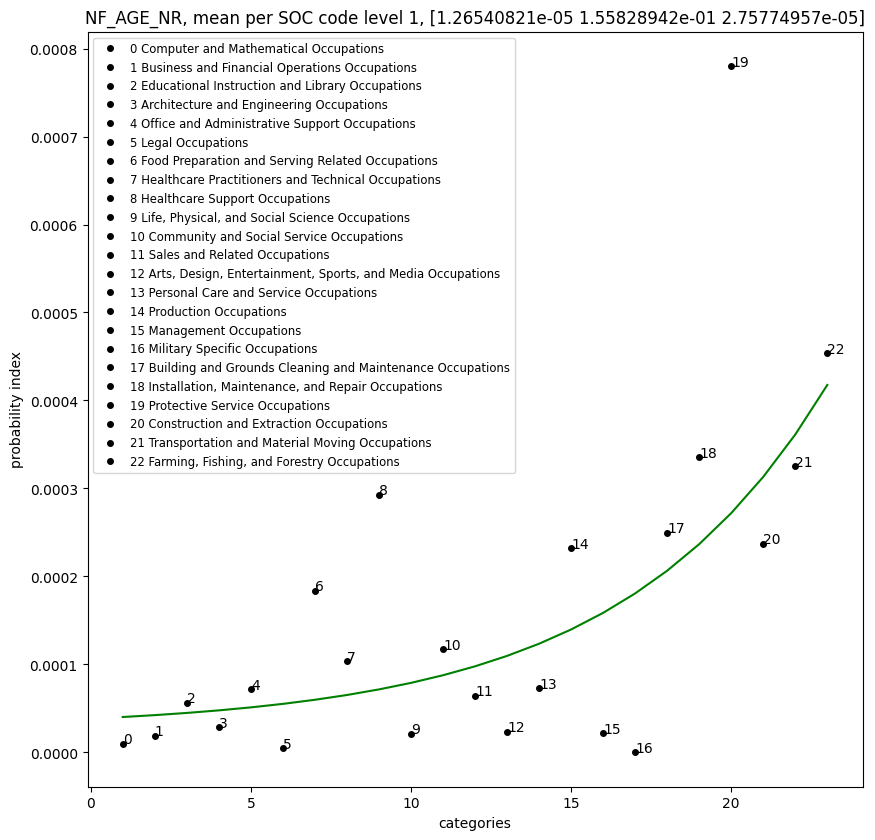 NF_AGE_NR, mean per SOC code level 1, [1.26540821e-05 1.55828942e-01 2.75774957e-05]
0 Computer and Mathematical Occupations
1 Business and Financial Operations Occupations
2 Educational Instruction and Library Occupations
3 Architecture and Engineering Occupations
4 Office and Administrative Support Occupations
5 Legal Occupations
6 Food Preparation and Serving Related Occupations
7 Healthcare Practitioners and Technical Occupations
8 Healthcare Support Occupations
9 Life, Physical, and Social Science Occupations
10 Community and Social Service Occupations
11 Sales and Related Occupations
12 Arts, Design, Entertainment, Sports, and Media Occupations
13 Personal Care and Service Occupations
14 Production Occupations
15 Management Occupations
16 Military Specific Occupations
17 Building and Grounds Cleaning and Maintenance Occupations
18 Installation, Maintenance, and Repair Occupations
19 Protective Service Occupations
20 Construction and Extraction Occupations
21 Transportation and Material Moving Occupations
22 Farming, Fishing, and Forestry Occupations
probability index
0.0008
0.0007
0.0006
0.0005
0.0004
0.0003
0.0002
0.0001
0.0000
0
1
2
3
4
5
6
7
8
9
10
11
12
13
14
15
16
17
18
19
20
21
22
0
5
10
15
20
categories